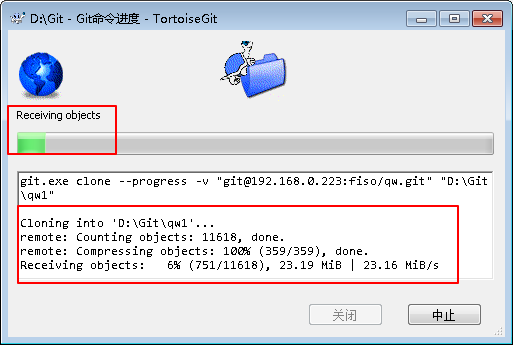 D:\Git - Git命令进度 - TortoiseGit
Receiving objects
git.exe clone --progress -v "git@192.168.0.223:fiso/qw.git" "D:\Git
\qw1"
Cloning into 'D:\Git\qw1'...
remote: Counting objects: 11618, done.
remote: Compressing objects: 100% (359/359), done.
Receiving objects:   6% (751/11618), 23.19 MiB | 23.16 MiB/s
关闭
中止